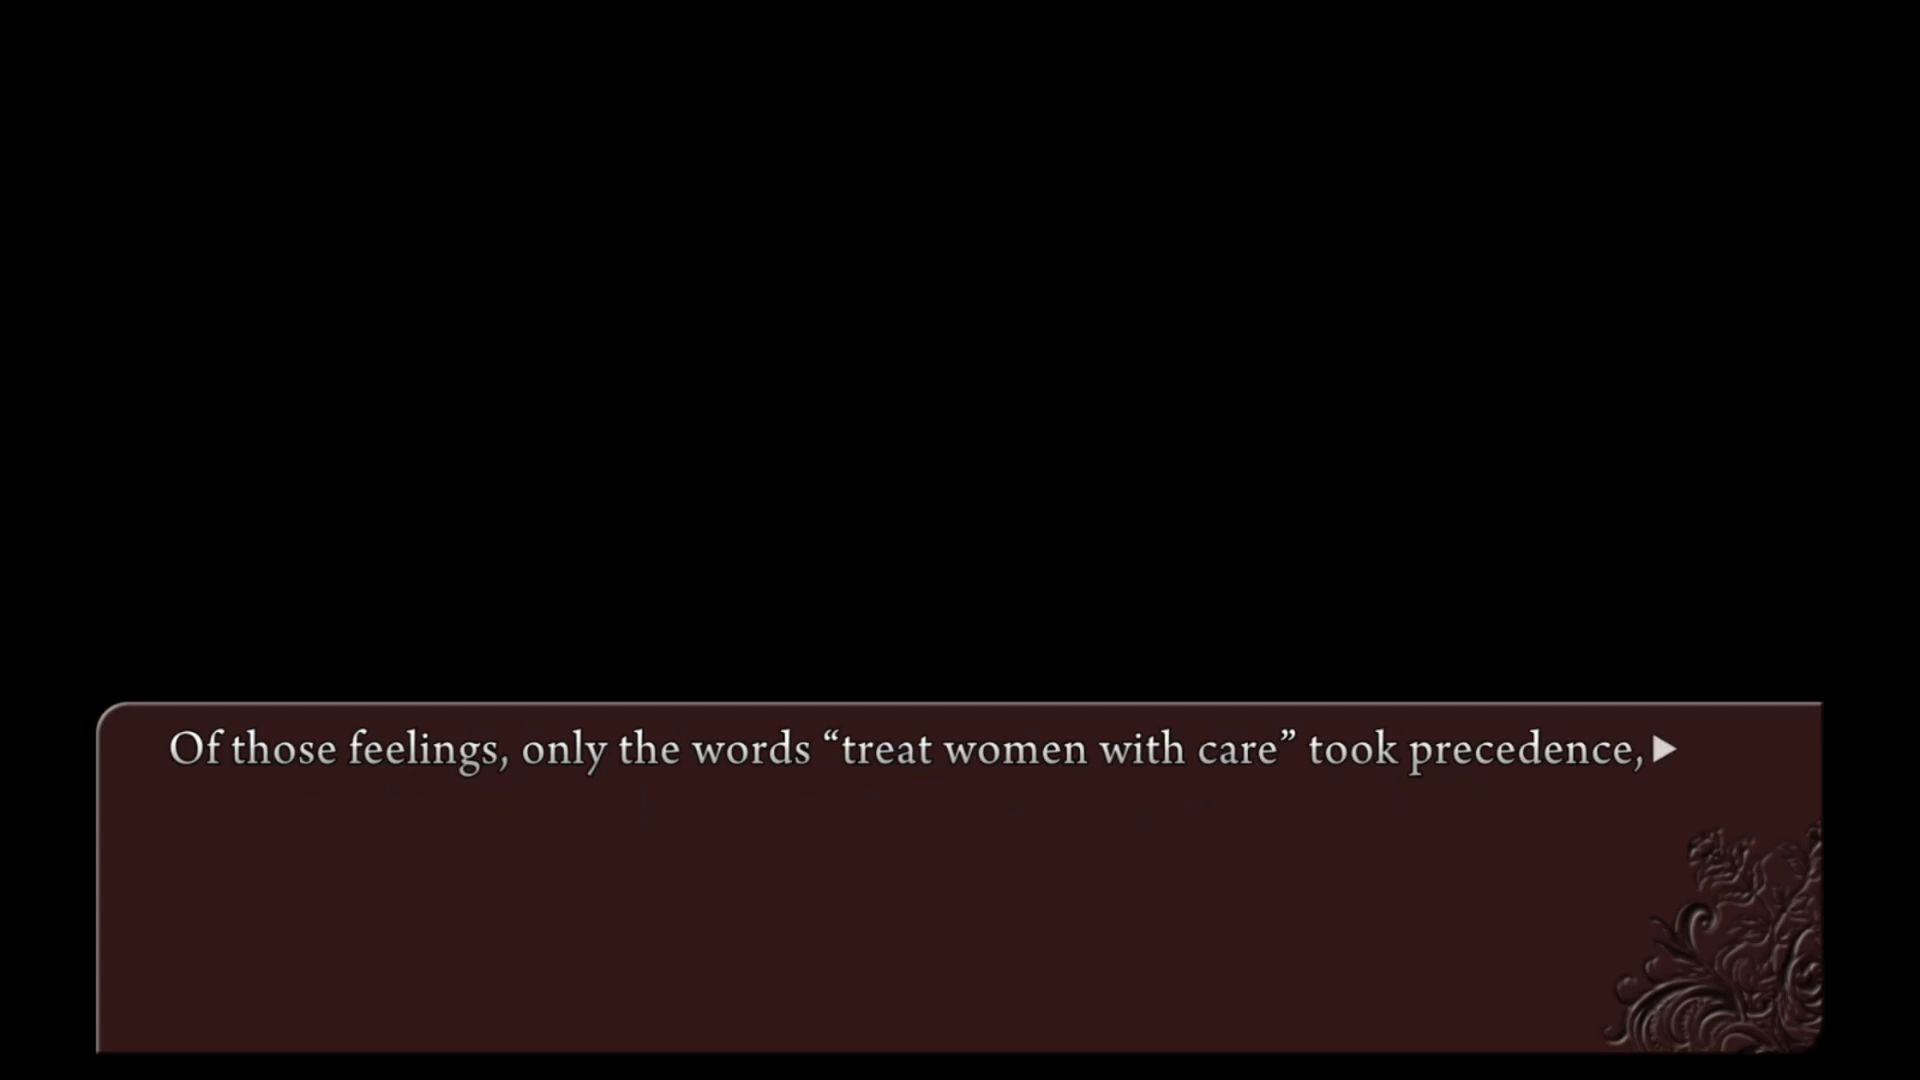 Of those feelings, only the words “treat women with care” took precedence,